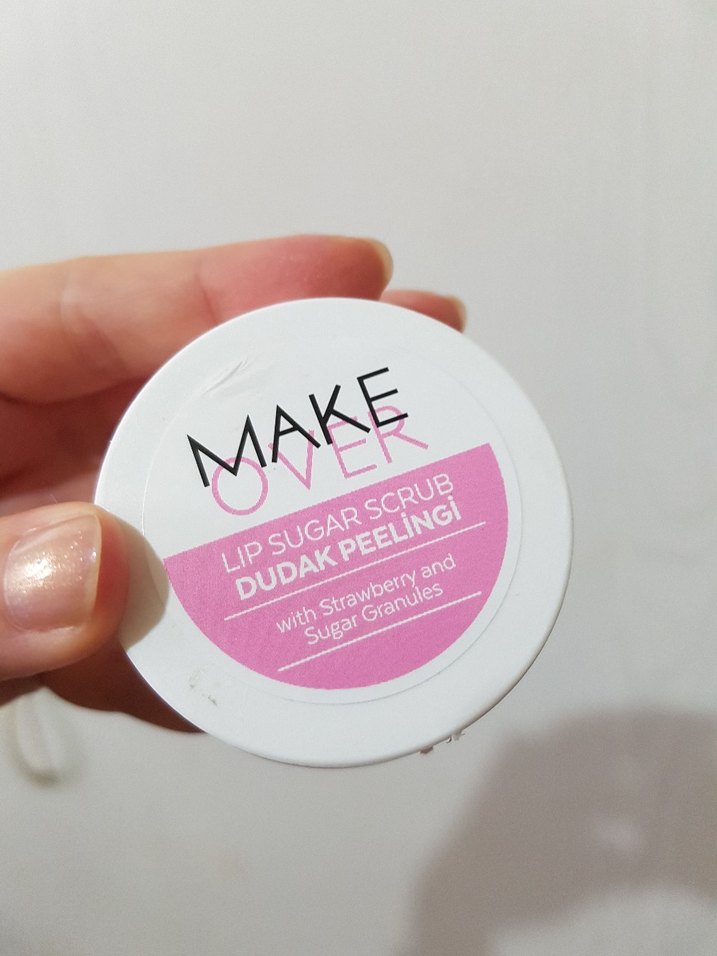 MAKE
OVER
LIP SUGAR SCRUB
DUDAK PEELİNGİ
with Strawberry and
Sugar Granules